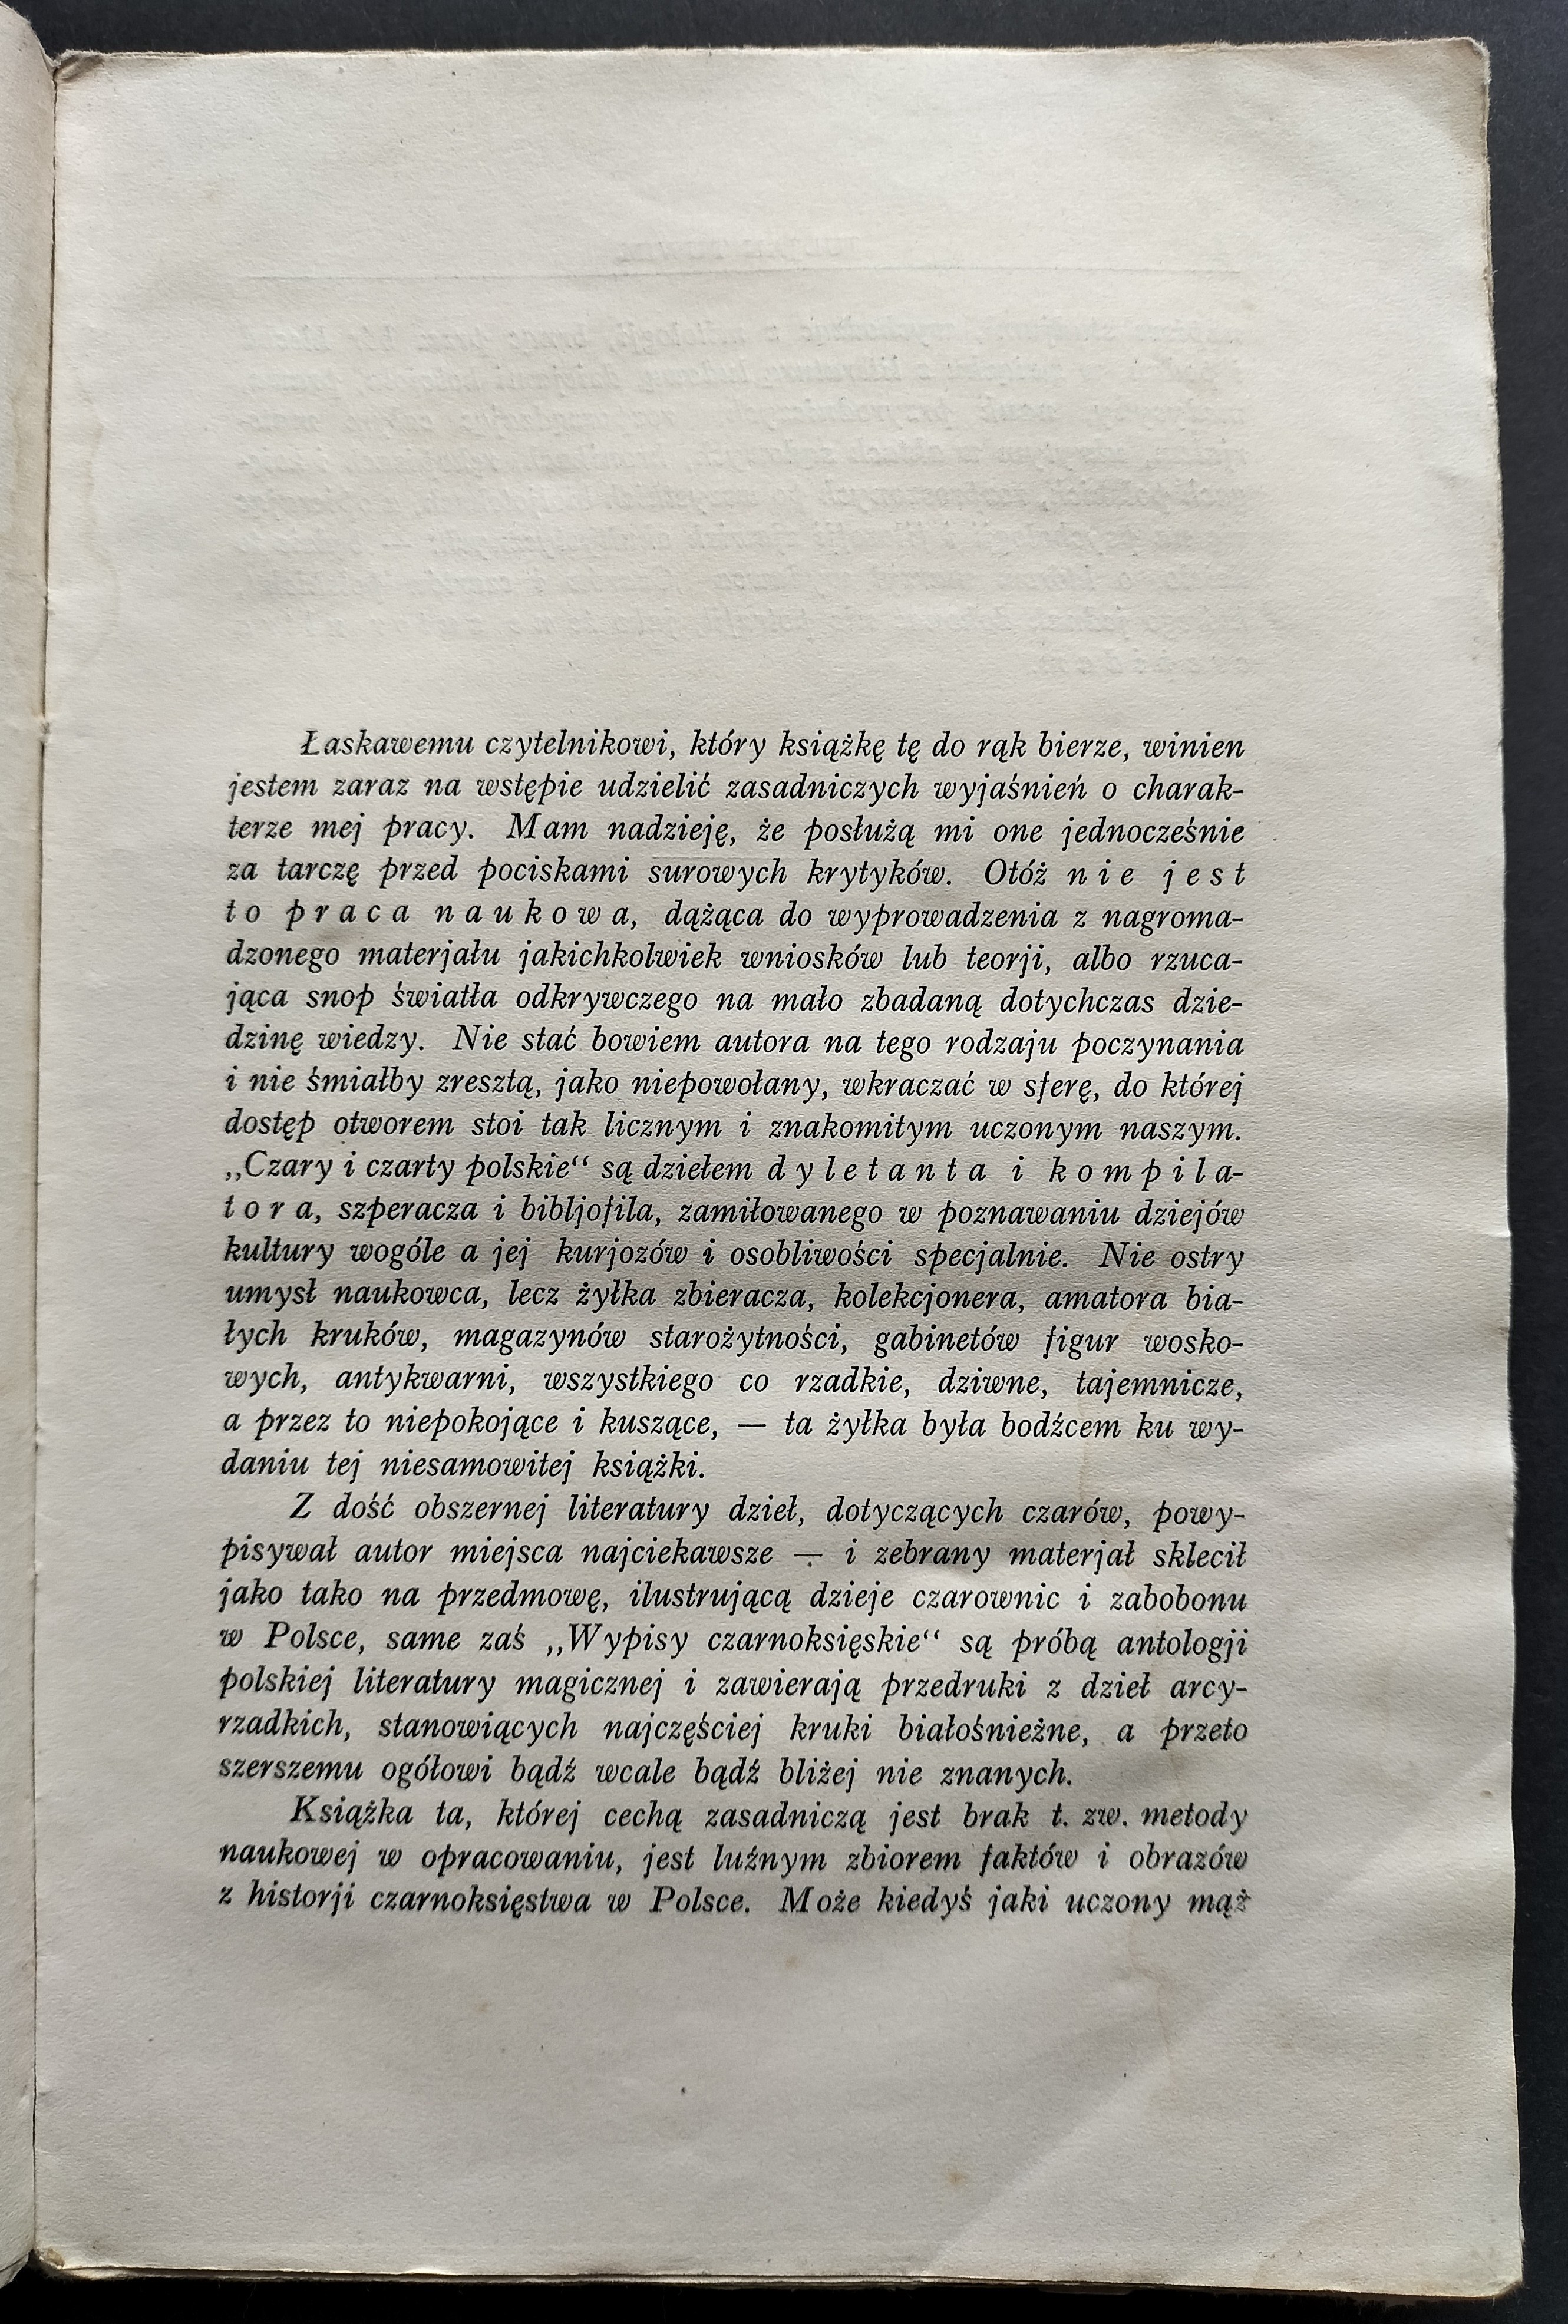 Łaskawemu czytelnikowi, który książkę tę do rąk bierze, winien
jestem zaraz na wstępie udzielić zasadniczych wyjaśnień o charak-
terze mej pracy. Mam nadzieję, że posłużą mi one jednocześnie
za tarczę przed pociskami surowych krytyków. Otóż n i e j e s t
t o p r a c a n a u k o w a, dążąca do wyprowadzenia z nagroma-
dzonego materjału jakichkolwiek wniosków lub teorji, albo rzuca-
jąca snop światła odkrywczego na mało zbadaną dotychczas dzie-
dzinę wiedzy. Nie stać bowiem autora na tego rodzaju poczynania
i nie śmiałby zresztą, jako niepowołany, wkraczać w sferę, do której
dostęp otworem stoi tak licznym i znakomitym uczonym naszym.
„Czary i czarty polskie“ są dziełem d y l e t a n t a i k o m p i l a-
t o r a, szperacza i bibljofila, zamiłowanego w poznawaniu dziejów
kultury wogóle a jej kurjozów i osobliwości specjalnie. Nie ostry
umysł naukowca, lecz żyłka zbieracza, kolekcjonera, amatora bia-
łych kruków, magazynów starożytności, gabinetów figur wosko-
wych, antykwarni, wszystkiego co rzadkie, dziwne, tajemnicze,
a przez to niepokojące i kuszące, — ta żyłka była bodźcem ku wy-
daniu tej niesamowitej książki.
Z dość obszernej literatury dzieł, dotyczących czarów, powy-
pisywał autor miejsca najciekawsze — i zebrany materjał sklecił
jako tako na przedmowę, ilustrującą dzieje czarownic i zabobonu
w Polsce, same zaś „Wypisy czarnoksięskie“ są próbą antologji
polskiej literatury magicznej i zawierają przedruki z dzieł arcy-
rzadkich, stanowiących najczęściej kruki białośnieżne, a przeto
szerszemu ogółowi bądź wcale bądź bliżej nie znanych.
Książka ta, której cechą zasadniczą jest brak t. zw. metody
naukowej w opracowaniu, jest luźnym zbiorem faktów i obrazów
z historji czarnoksięstwa w Polsce. Może kiedyś jaki uczony mąż